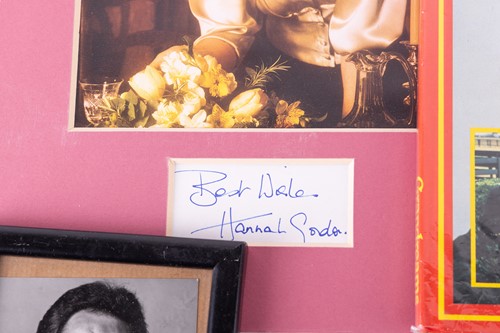 Best Wishes
Hannah Gordon.